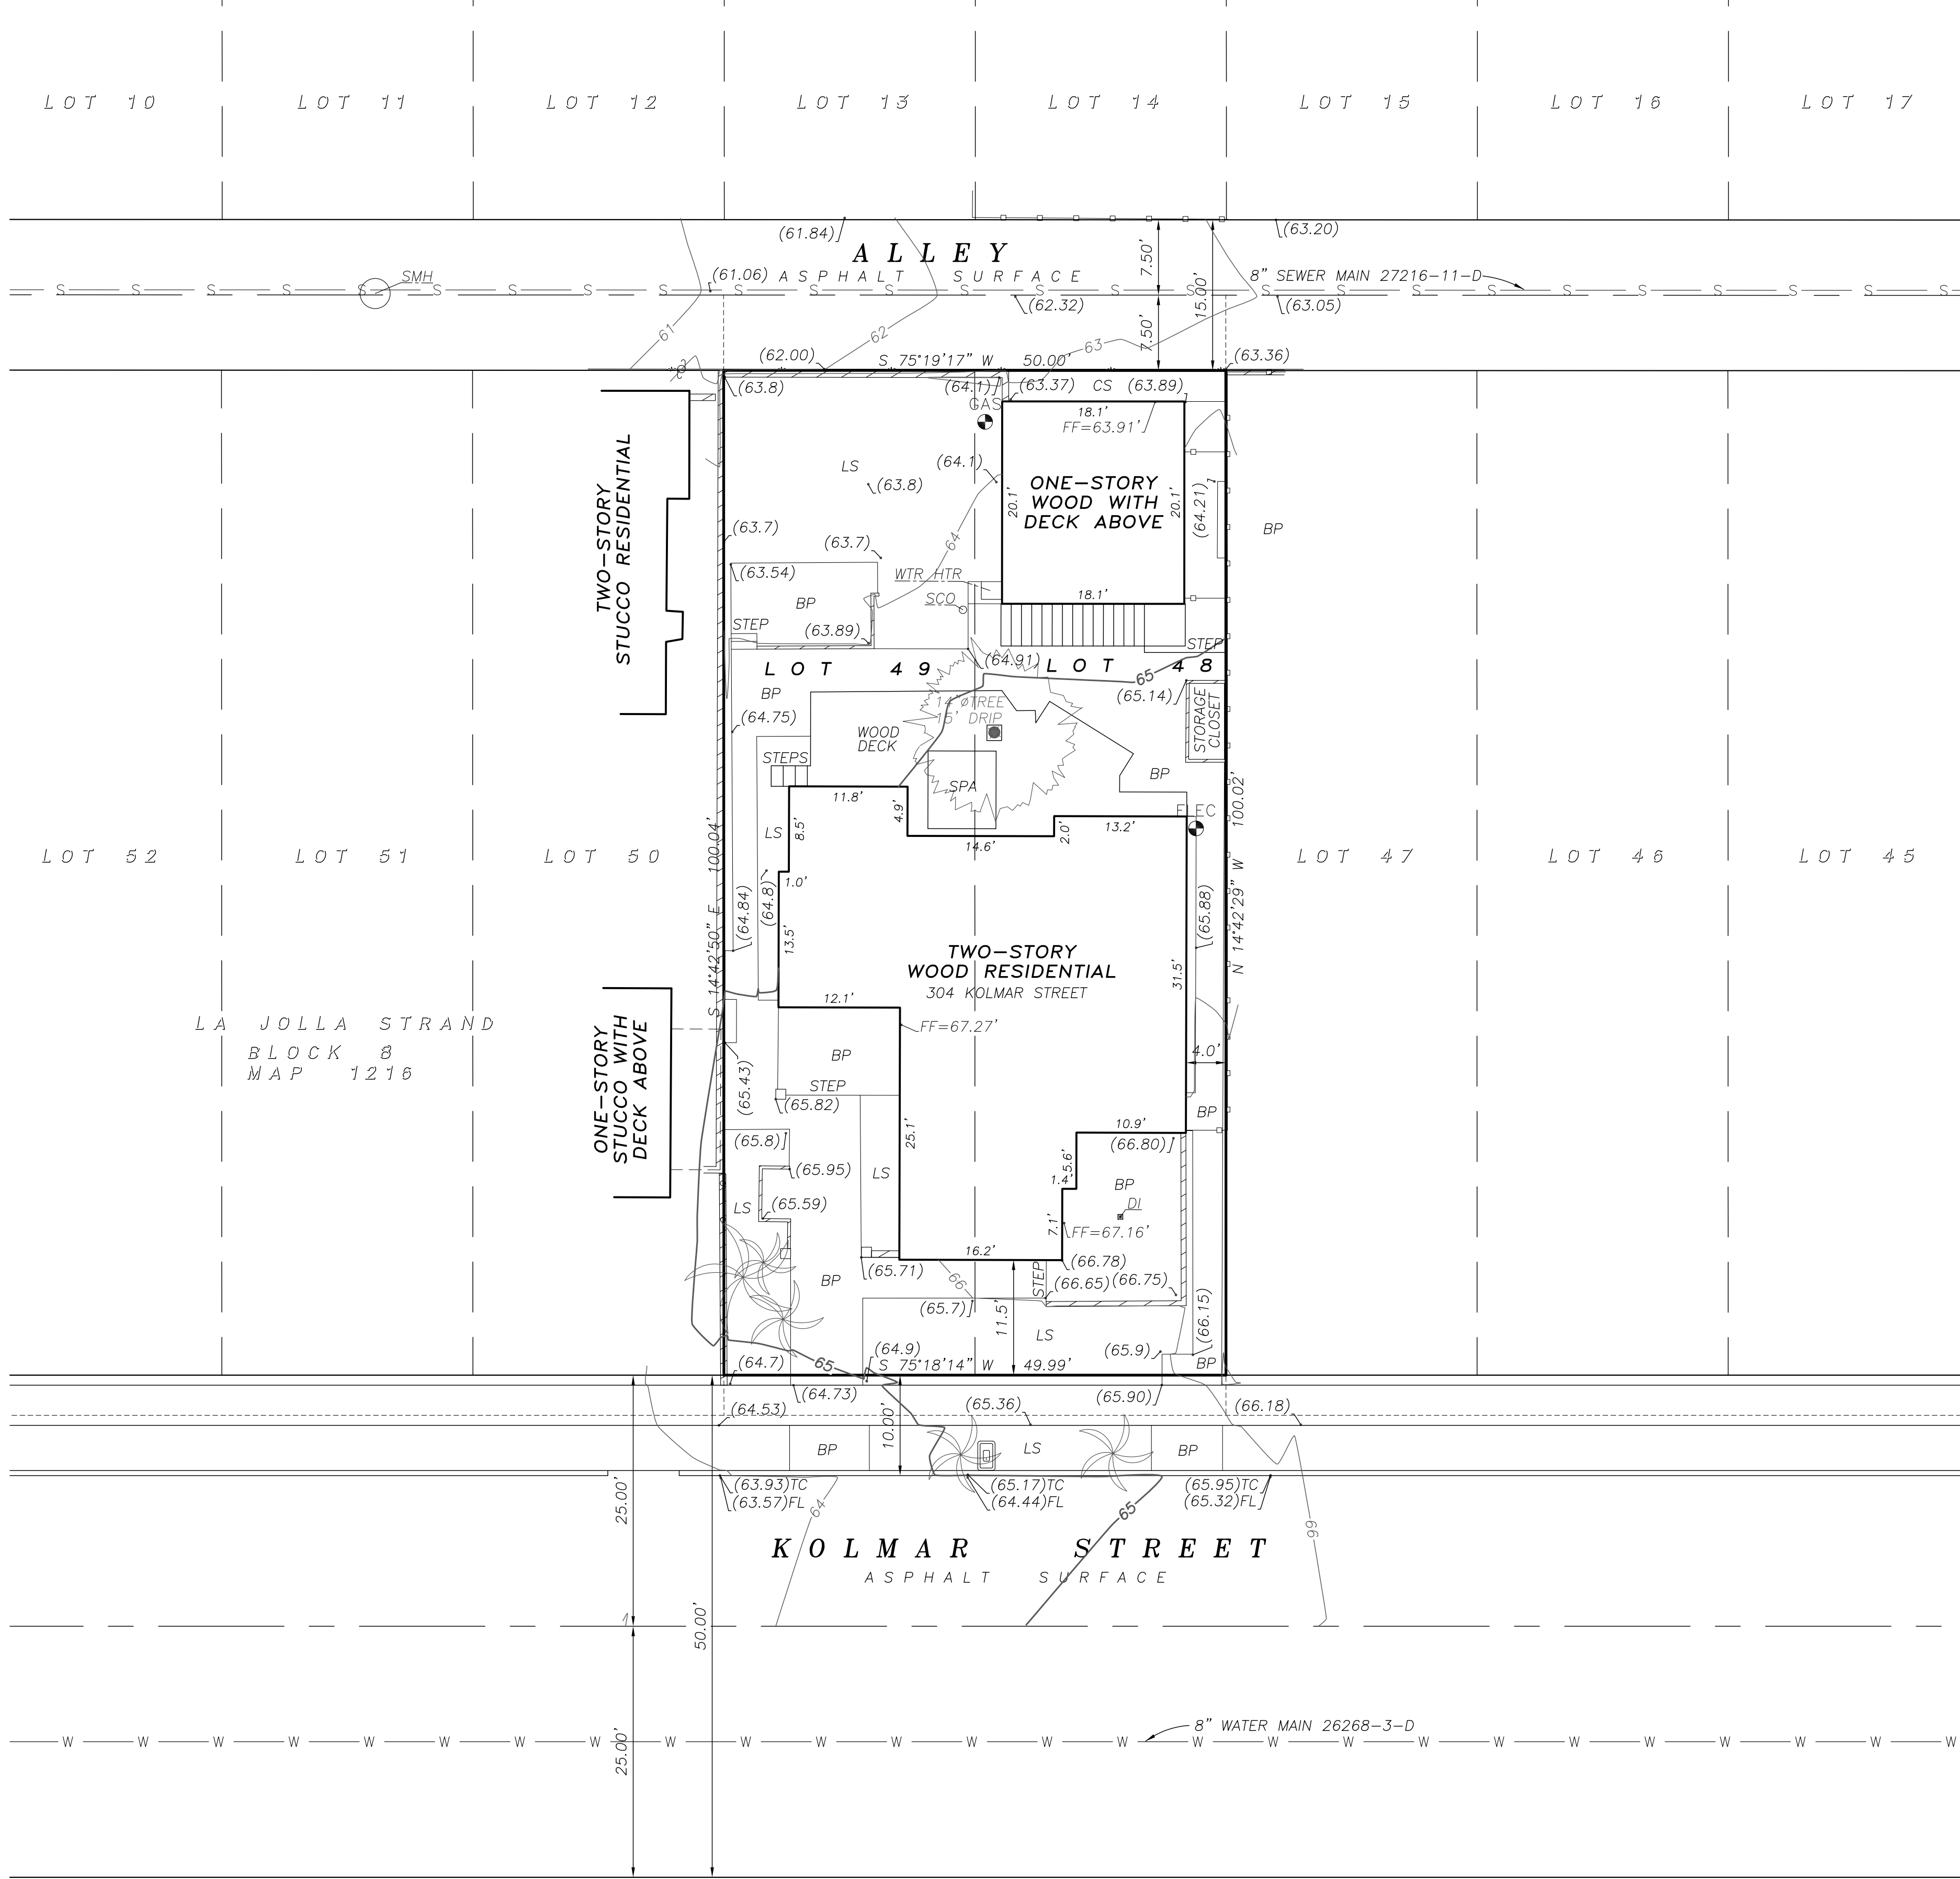 LOT 10
LOT 11
LOT 12
LOT 13
LOT 14
LOT 15
LOT 16
LOT 17
(61.84)
(63.20)
ALLEY
7.50'
15.00'
SMH
(61.06)
ASPHALT SURFACE
8" SEWER MAIN 27216-11-D
S S S S S S S S S S S S S S S S S S S S S S S S S S
(62.32)
(63.05)
61
62
63
7.50'
(62.00)
S 75°19'17" W 50.00'
(63.36)
(63.8)
(64.1)
(63.37)
CS
(63.89)
GAS
18.1'
FF=63.91'
TWO-STORY
STUCCO RESIDENTIAL
LS
(63.8)
(64.1)
20.1'
ONE-STORY
WOOD WITH
DECK ABOVE
20.1'
(64.21)
BP
(63.7)
(63.7)
64
(63.54)
WTR HTR
BP
SCO
18.1'
STEP
(63.89)
STEP
LOT 49
(64.91)
LOT 48
65
BP
14"øTREE
15' DRIP
(65.14)
STORAGE
CLOSET
(64.75)
WOOD
DECK
STEPS
SPA
BP
11.8'
4.9'
ELEC
100.02'
LS
8.5'
14.6'
2.0'
13.2'
100.04'
LOT 52
LOT 51
LOT 50
LOT 47
LOT 46
LOT 45
1.0'
(64.84)
(64.8)
(65.88)
S 14°42'50" E
13.5'
N 14°42'29" W
TWO-STORY
WOOD RESIDENTIAL
304 KOLMAR STREET
31.5'
12.1'
LA JOLLA STRAND
BLOCK 8
MAP 1216
ONE-STORY
STUCCO WITH
DECK ABOVE
FF=67.27'
BP
4.0'
STEP
(65.43)
(65.82)
BP
10.9'
(65.8)
25.1'
(66.80)
(65.95)
LS
5.6'
1.4'
BP
LS
(65.59)
DI
7.1'
FF=67.16'
16.2'
BP
(65.71)
66
STEP
(66.78)
(66.65)
(66.75)
(65.7)
11.5'
(66.15)
LS
(64.9)
(65.9)
(64.7)
65
S 75°18'14" W 49.99'
BP
(64.73)
(65.90)
(64.53)
10.00'
(65.36)
(66.18)
BP
LS
BP
(63.93)TC
(63.57)FL
(65.17)TC
(64.44)FL
(65.95)TC
(65.32)FL
25.00'
64
65
66
KOLMAR STREET
ASPHALT SURFACE
50.00'
8" WATER MAIN 26268-3-D
W W W W W W W W W W W W W W W W W W W W W W W W W W
25.00'